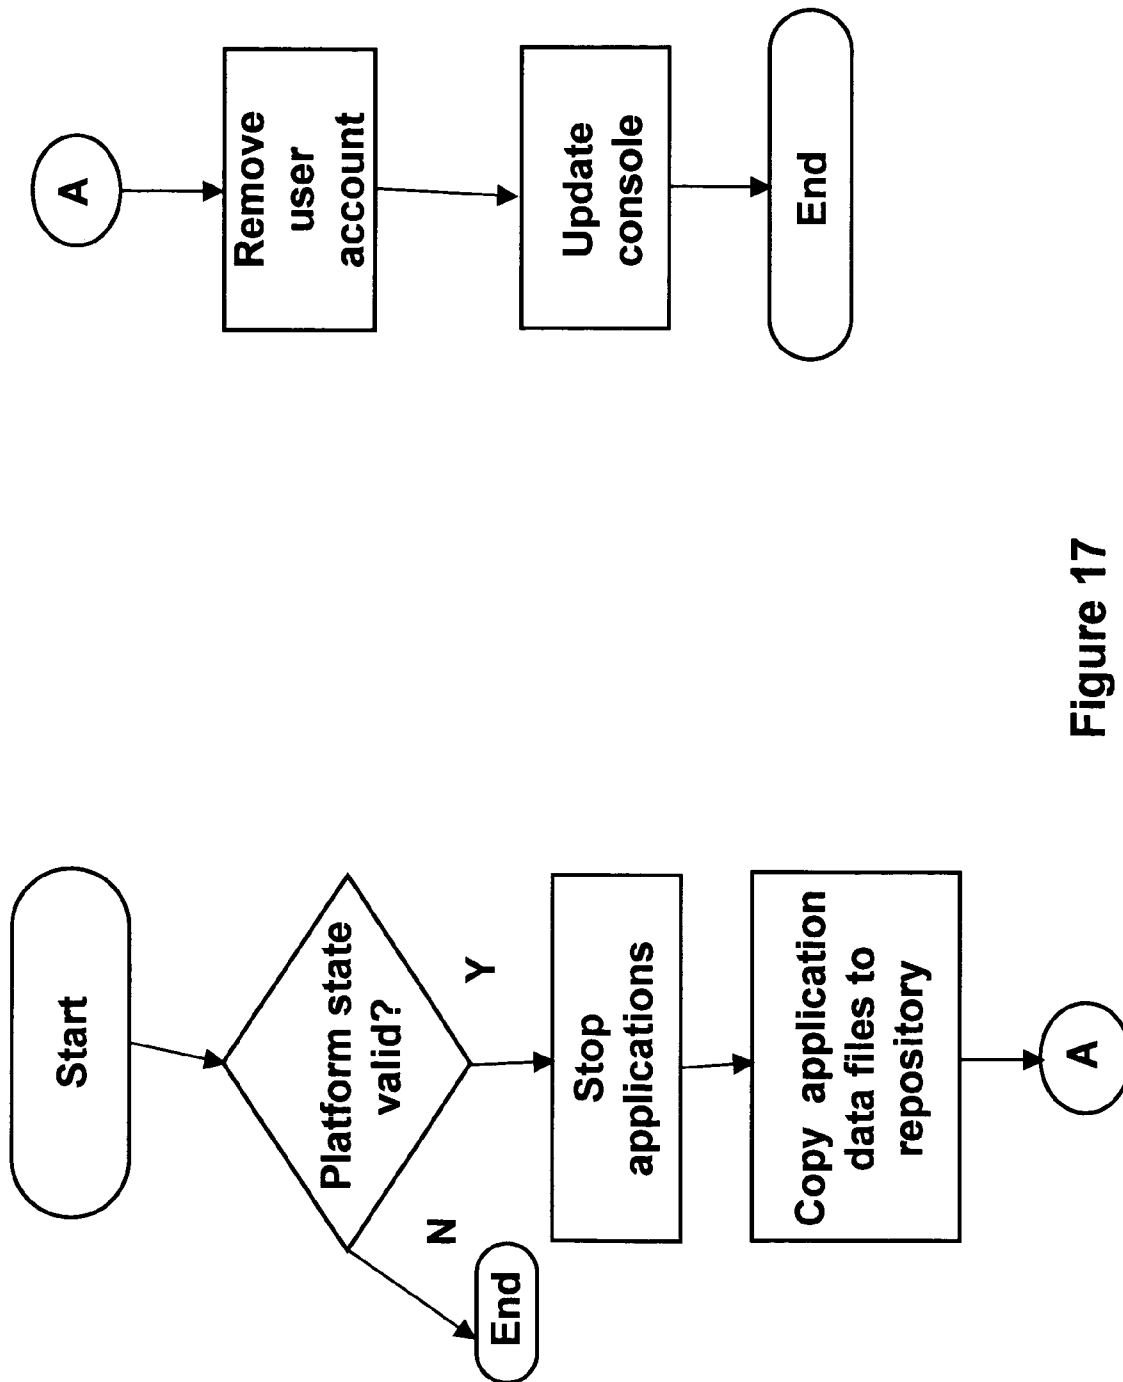 Start
Platform state
valid?
N
Y
End
Stop
applications
Copy application
data files to
repository
A
A
Remove
user
account
Update
console
End
Figure 17